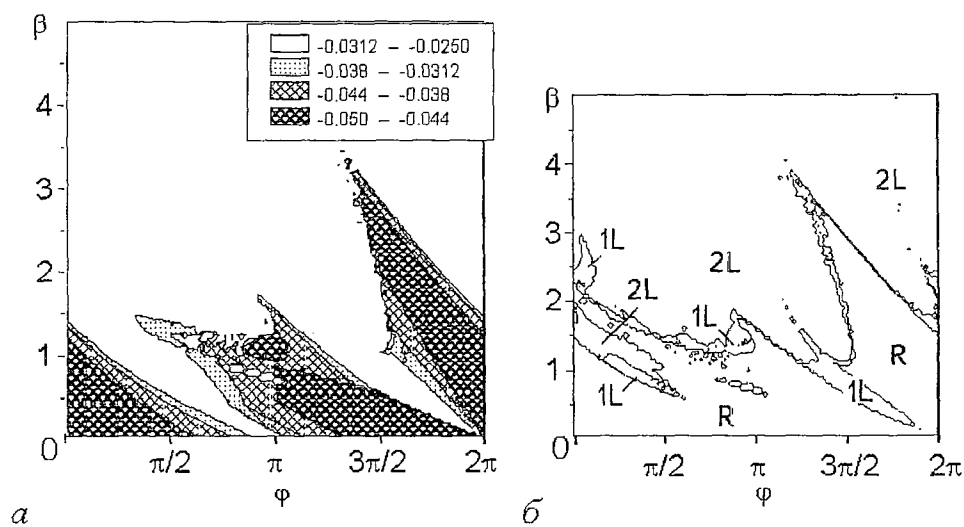 β
-0.0312 – -0.0250
-0.038 – -0.0312
-0.044 – -0.038
-0.050 – -0.044
4
3
2
1
0
π/2
π
3π/2
2π
φ
а
β
4
3
2
1
0
2L
1L
2L
2L
1L
1L
1L
R
R
π/2
π
3π/2
2π
φ
б